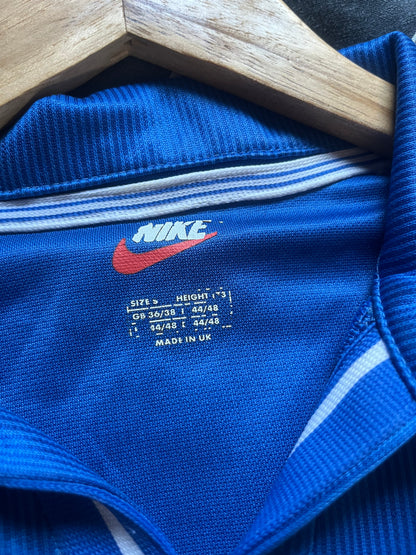 NIKE
SIZE S HEIGHT
GB 36/38 I 44/48
44/48 44/48
MADE IN UK